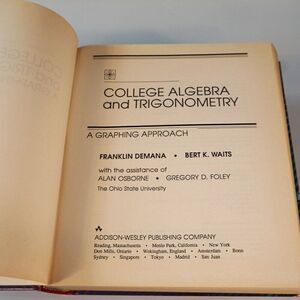 COLLEGE ALGEBRA
and TRIGONOMETRY
A GRAPHING APPROACH
FRANKLIN DEMANA • BERT K. WAITS
with the assistance of
ALAN OSBORNE • GREGORY D. FOLEY
The Ohio State University
ADDISON-WESLEY PUBLISHING COMPANY
Reading, Massachusetts • Menlo Park, California • New York
Don Mills, Ontario • Wokingham, England • Amsterdam • Bonn
Sydney • Singapore • Tokyo • Madrid • San Juan